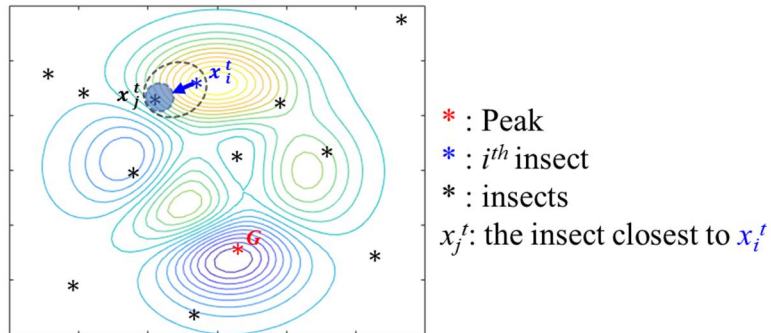 x_i^t
x_j^t
G
* : Peak
* : i^th insect
* : insects
x_j^t: the insect closest to x_i^t